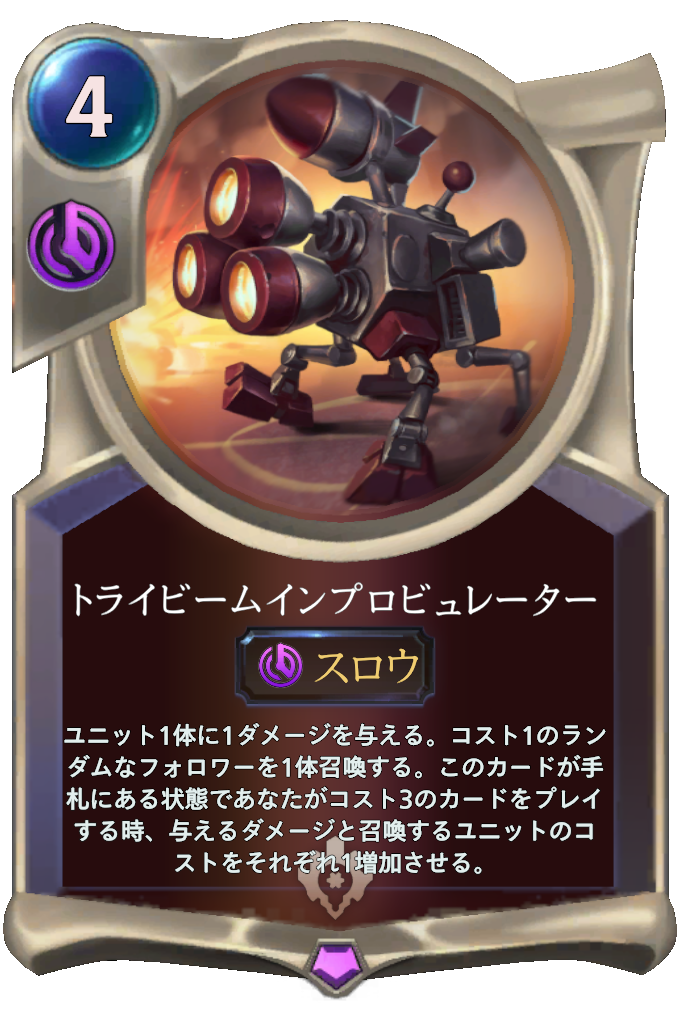 4
トライビームインプロビュレーター
スロウ
ユニット1体に1ダメージを与える。コスト1のラン
ダムなフォロワーを1体召喚する。このカードが手
札にある状態であなたがコスト3のカードをプレイ
する時、与えるダメージと召喚するユニットのコ
ストをそれぞれ1増加させる。